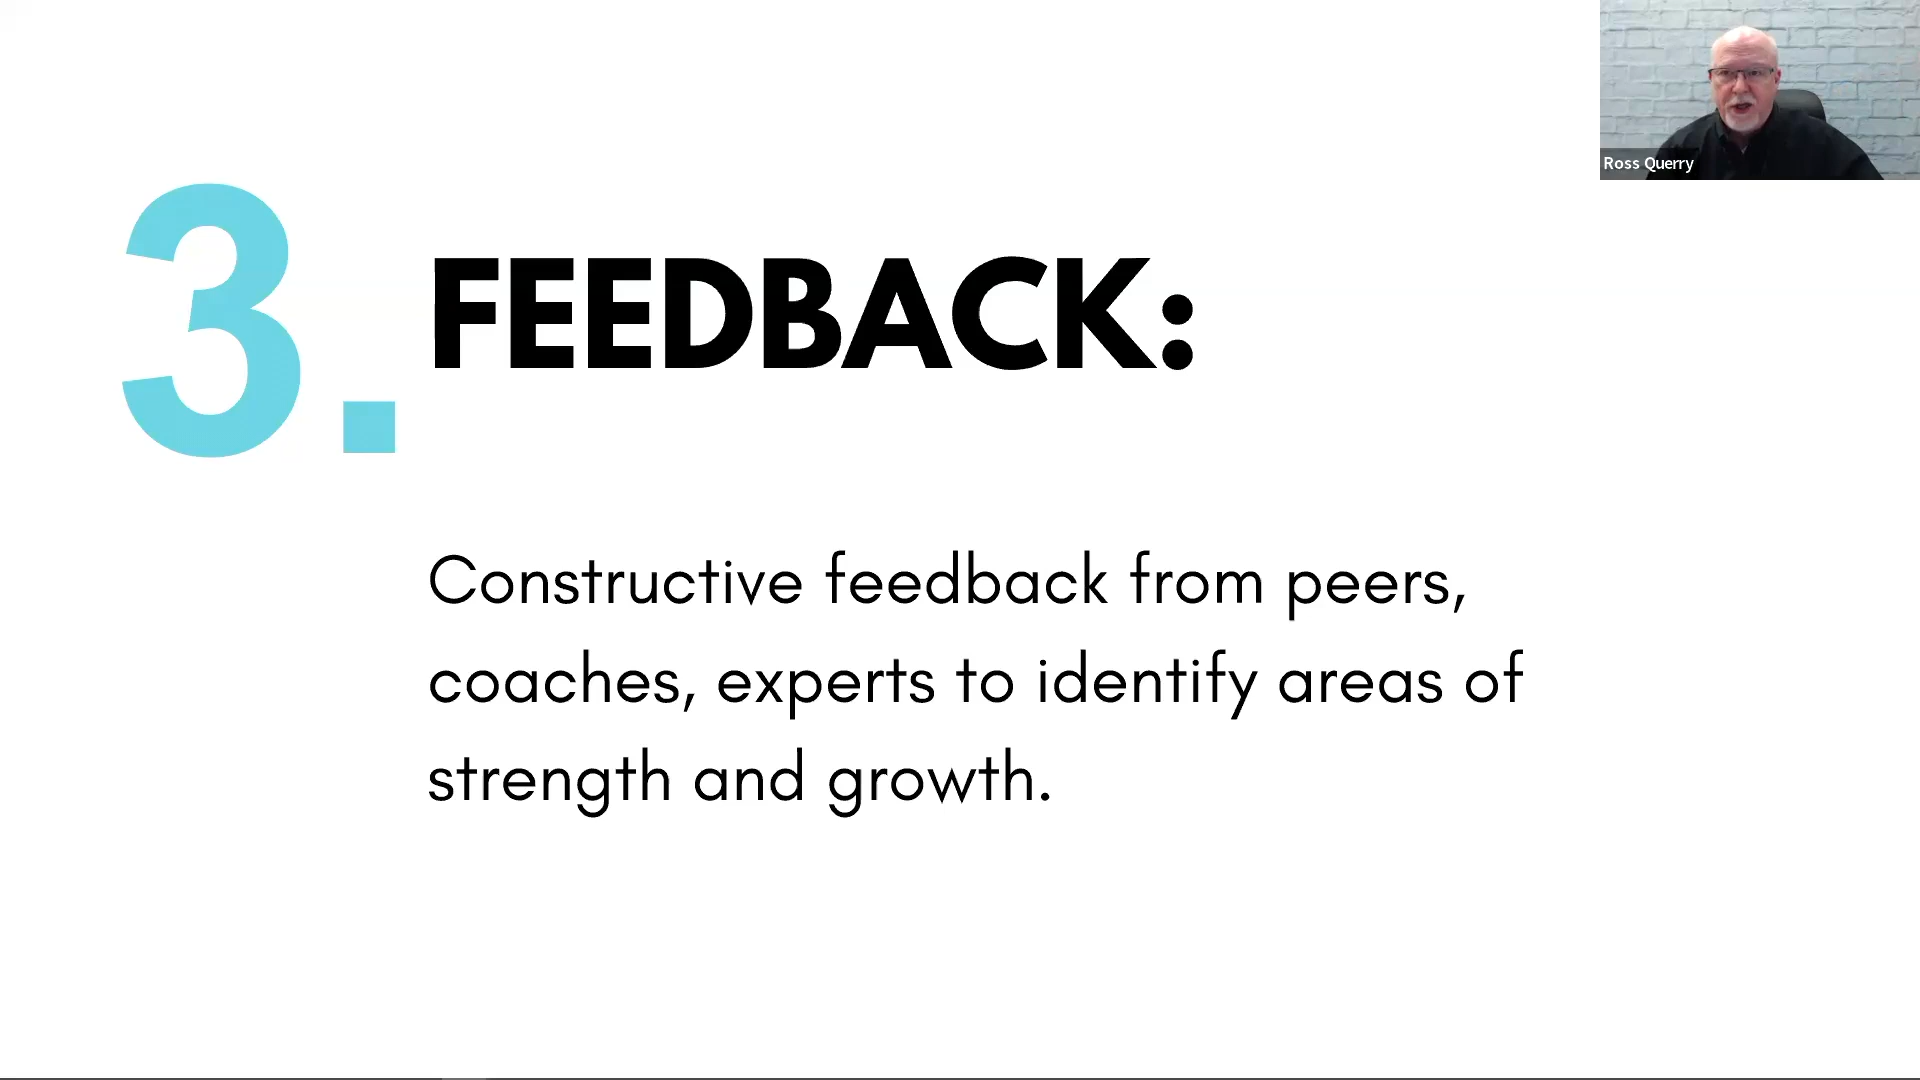 3.
FEEDBACK:
Constructive feedback from peers,
coaches, experts to identify areas of
strength and growth.
Ross Querry